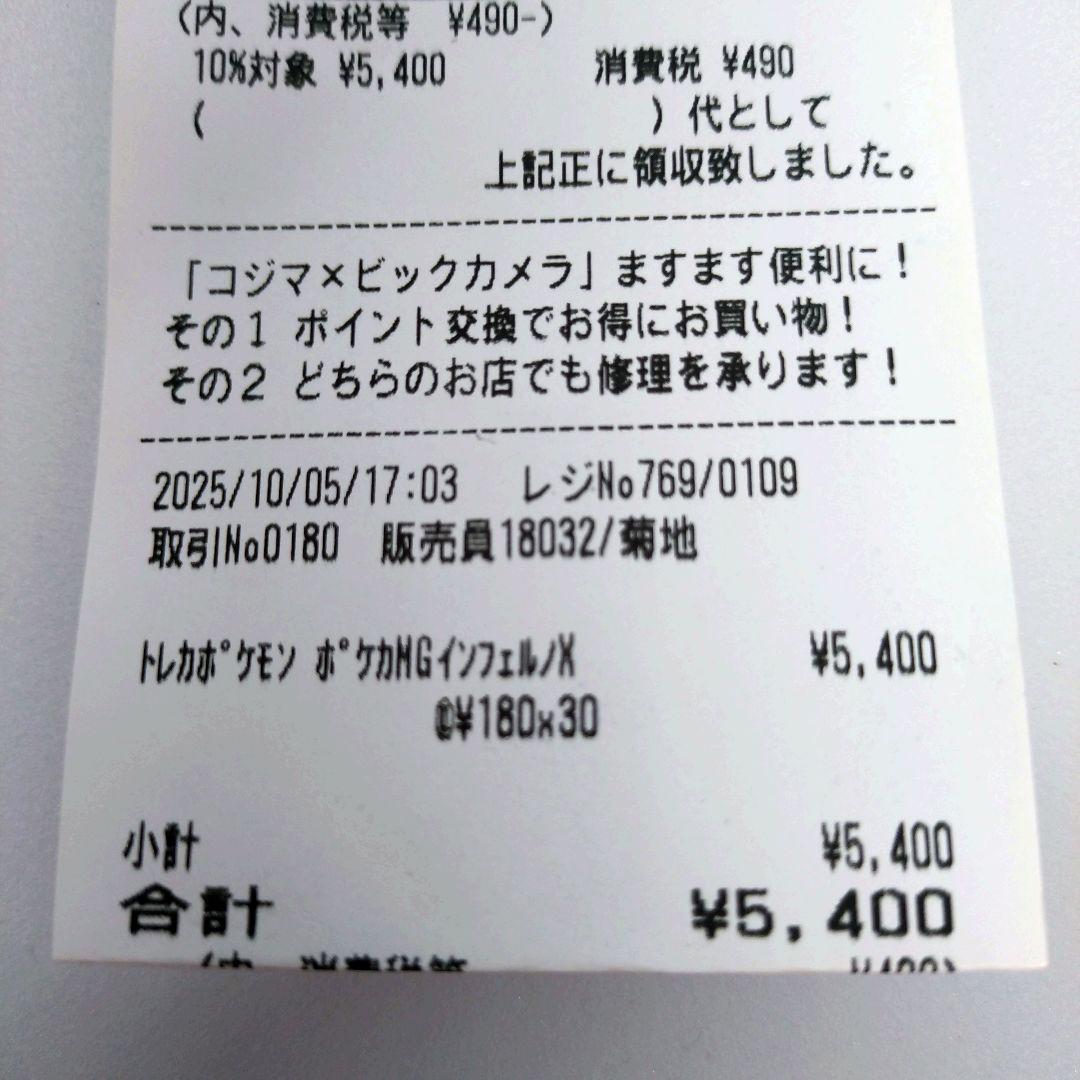 (内、消費税等 ¥490-)
10%対象 ¥5,400 消費税 ¥490
( ) 代として
上記正に領収致しました。
「コジマ×ビックカメラ」ますます便利に！
その1 ポイント交換でお得にお買い物！
その2 どちらのお店でも修理を承ります！
2025/10/05/17:03 レジNo769/0109
取引No0180 販売員18032/菊地
ﾄﾚｶﾎﾟｹﾓﾝ ﾎﾟｹｶMGｲﾝﾌｪﾙﾉX ¥5,400
@¥180x30
小計 ¥5,400
合計 ¥5,400